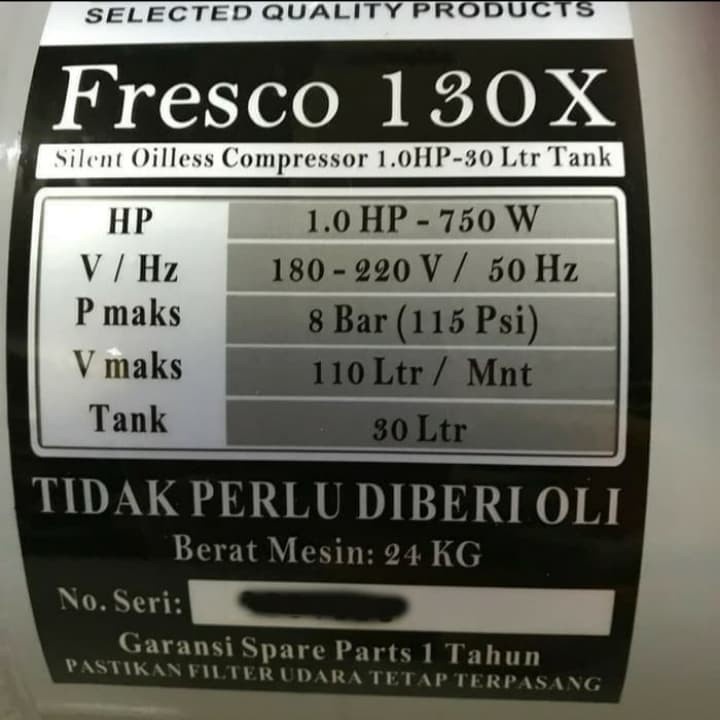 SELECTED QUALITY PRODUCTS
Fresco 130X
Silent Oilless Compressor 1.0HP-30 Ltr Tank
HP 1.0 HP - 750 W
V / Hz 180 - 220 V / 50 Hz
P maks 8 Bar (115 Psi)
V maks 110 Ltr / Mnt
Tank 30 Ltr
TIDAK PERLU DIBERI OLI
Berat Mesin: 24 KG
No. Seri:
Garansi Spare Parts 1 Tahun
PASTIKAN FILTER UDARA TETAP TERPASANG